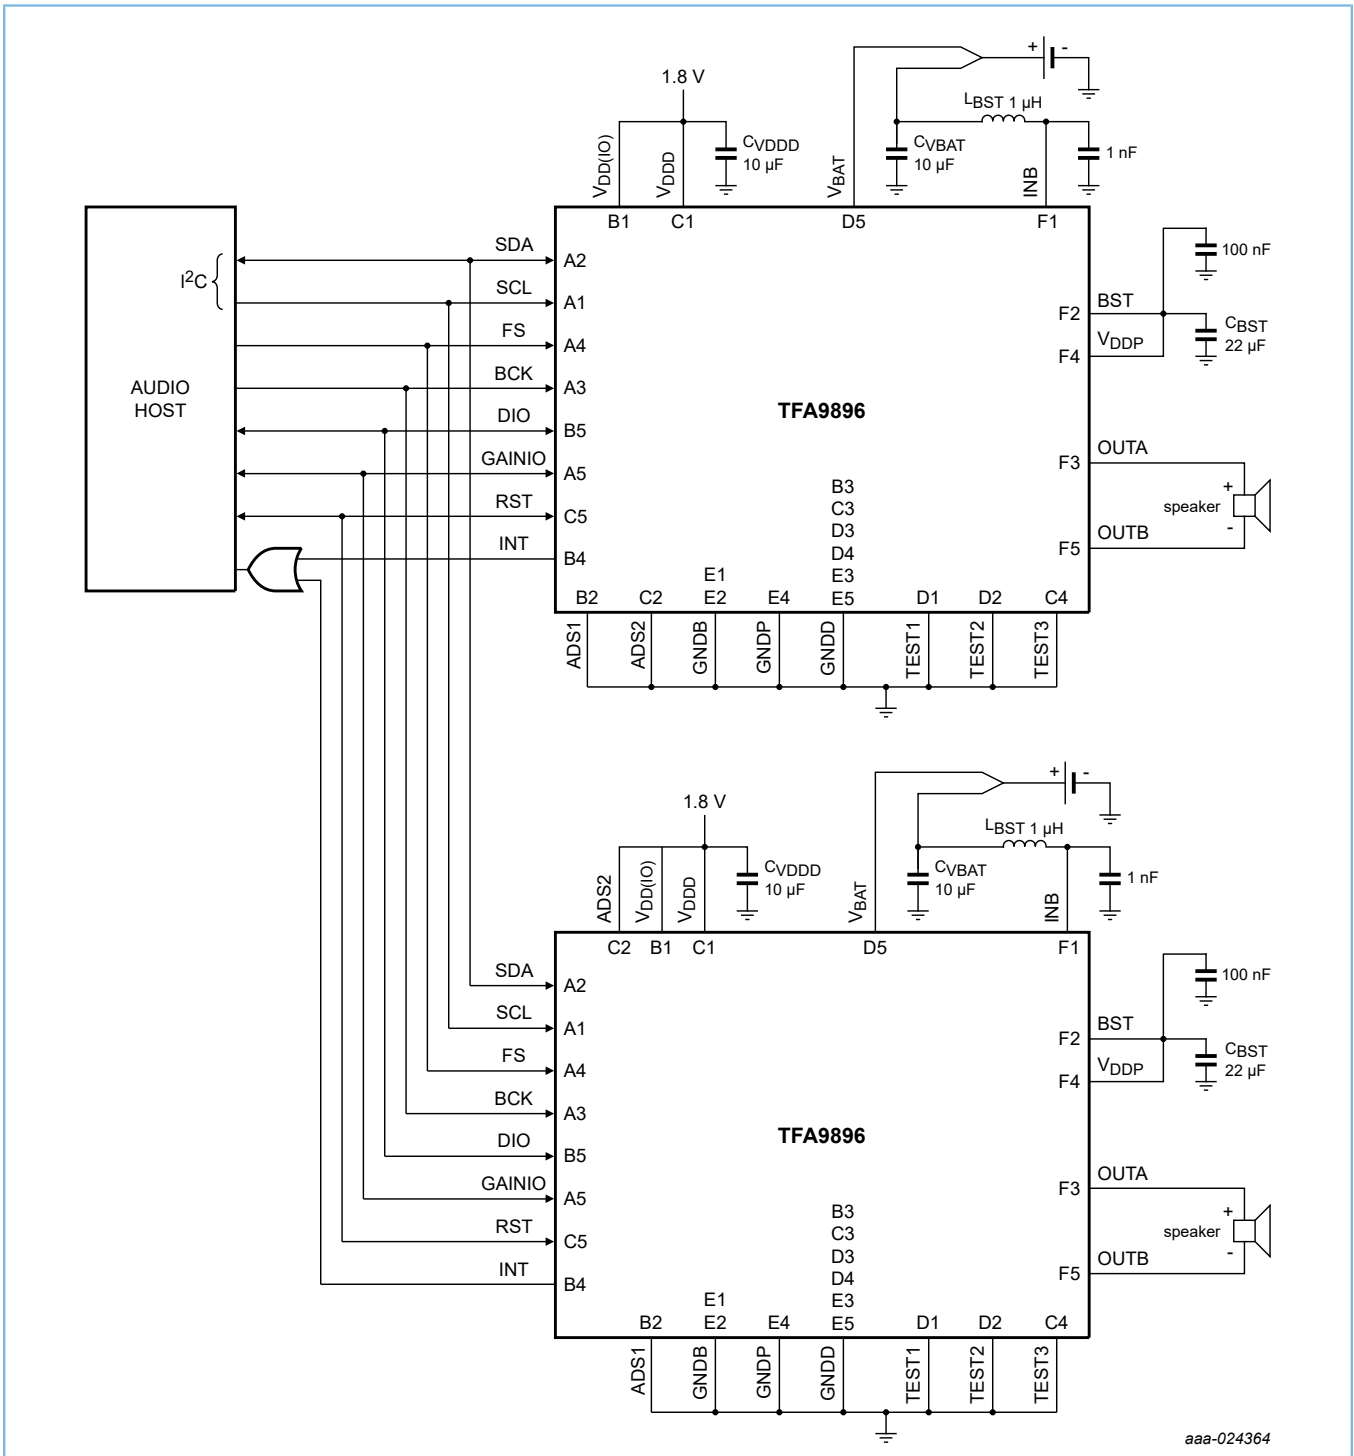 1.8 V
VDD(IO)
VDDD
CVDDD
10 µF
VBAT
+
-
CVBAT
10 µF
LBST 1 µH
INB
1 nF
B1
C1
D5
F1
AUDIO
HOST
I2C
SDA
A2
SCL
A1
FS
A4
BCK
A3
DIO
B5
GAINIO
A5
RST
C5
INT
B4
TFA9896
F2
BST
F4
VDDP
100 nF
CBST
22 µF
F3
OUTA
+
speaker
-
F5
OUTB
B3
C3
D3
D4
E3
E5
E1
E2
B2
C2
E4
D1
D2
C4
ADS1
ADS2
GNDB
GNDP
GNDD
TEST1
TEST2
TEST3
1.8 V
ADS2
VDD(IO)
VDDD
CVDDD
10 µF
VBAT
+
-
CVBAT
10 µF
LBST 1 µH
INB
1 nF
C2
B1
C1
D5
F1
SDA
A2
SCL
A1
FS
A4
BCK
A3
DIO
B5
GAINIO
A5
RST
C5
INT
B4
TFA9896
F2
BST
F4
VDDP
100 nF
CBST
22 µF
F3
OUTA
+
speaker
-
F5
OUTB
B3
C3
D3
D4
E3
E5
E1
E2
B2
E4
D1
D2
C4
ADS1
GNDB
GNDP
GNDD
TEST1
TEST2
TEST3
aaa-024364